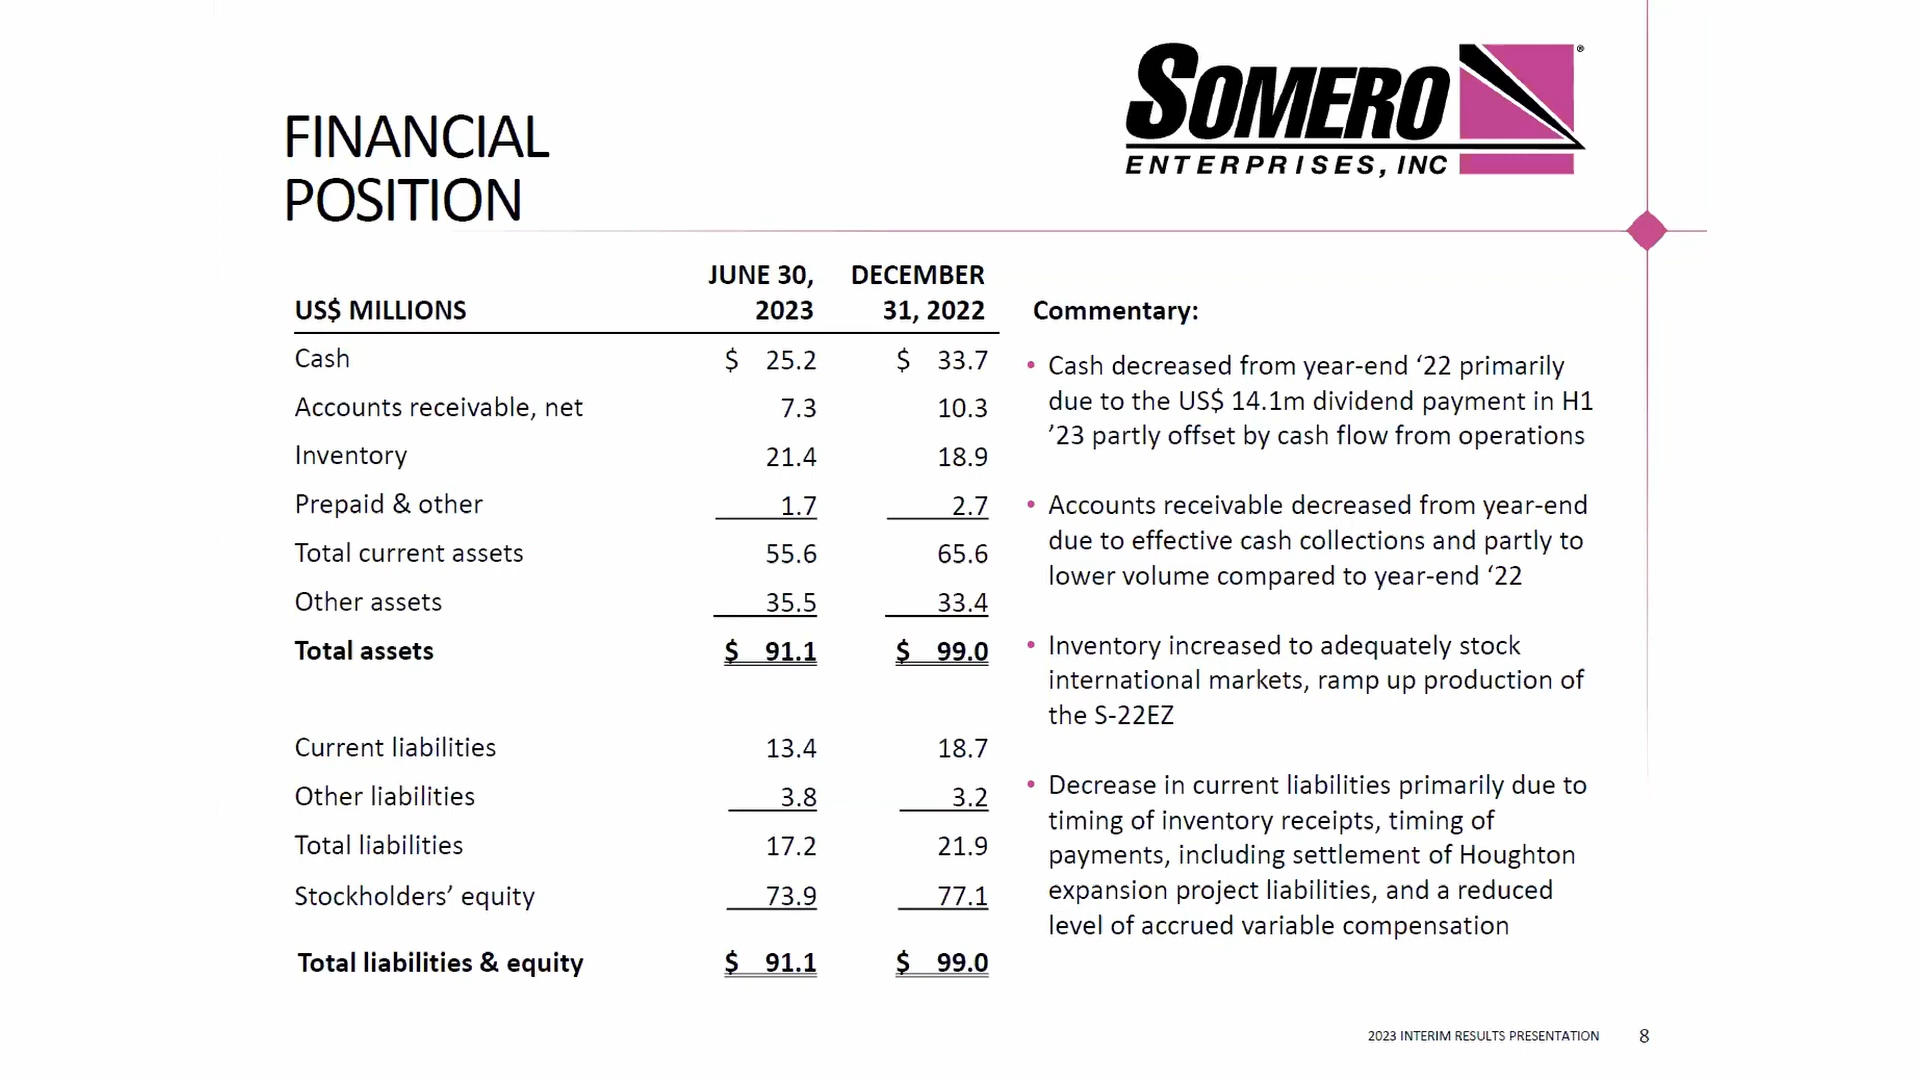 SOMERO
ENTERPRISES, INC
®
FINANCIAL
POSITION
US$ MILLIONS JUNE 30, 2023 DECEMBER 31, 2022
Cash $ 25.2 $ 33.7
Accounts receivable, net 7.3 10.3
Inventory 21.4 18.9
Prepaid & other 1.7 2.7
Total current assets 55.6 65.6
Other assets 35.5 33.4
Total assets $ 91.1 $ 99.0
Current liabilities 13.4 18.7
Other liabilities 3.8 3.2
Total liabilities 17.2 21.9
Stockholders’ equity 73.9 77.1
Total liabilities & equity $ 91.1 $ 99.0
Commentary:
• Cash decreased from year-end ‘22 primarily
due to the US$ 14.1m dividend payment in H1
’23 partly offset by cash flow from operations
• Accounts receivable decreased from year-end
due to effective cash collections and partly to
lower volume compared to year-end ‘22
• Inventory increased to adequately stock
international markets, ramp up production of
the S-22EZ
• Decrease in current liabilities primarily due to
timing of inventory receipts, timing of
payments, including settlement of Houghton
expansion project liabilities, and a reduced
level of accrued variable compensation
2023 INTERIM RESULTS PRESENTATION 8